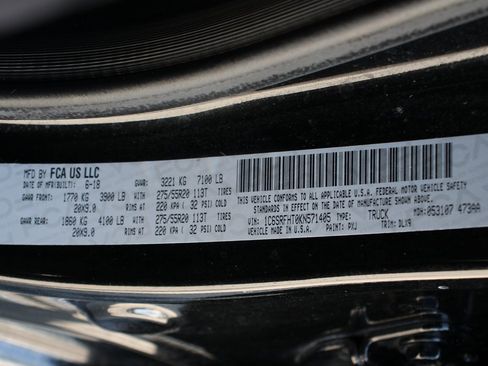 MFD BY FCA US LLC
DATE OF MFR(BUILT): 6-18 GVWR: 3221 KG 7100 LB
GAWR FRONT: 1770 KG 3900 LB WITH 275/55R20 113T TIRES
20X9.0 RIMS AT 220 KPA ( 32 PSI) COLD
GAWR REAR: 1860 KG 4100 LB WITH 275/55R20 113T TIRES
20X9.0 RIMS AT 220 KPA ( 32 PSI) COLD
THIS VEHICLE CONFORMS TO ALL APPLICABLE U.S.A. FEDERAL MOTOR VEHICLE SAFETY
STANDARDS IN EFFECT ON THE DATE OF MANUFACTURE SHOWN ABOVE.
VIN: 1C6SRFHT0KN571405 TYPE: TRUCK MDH: 053107 473AA
VEHICLE MADE IN U.S.A. PAINT: PXJ TRIM: DLX9